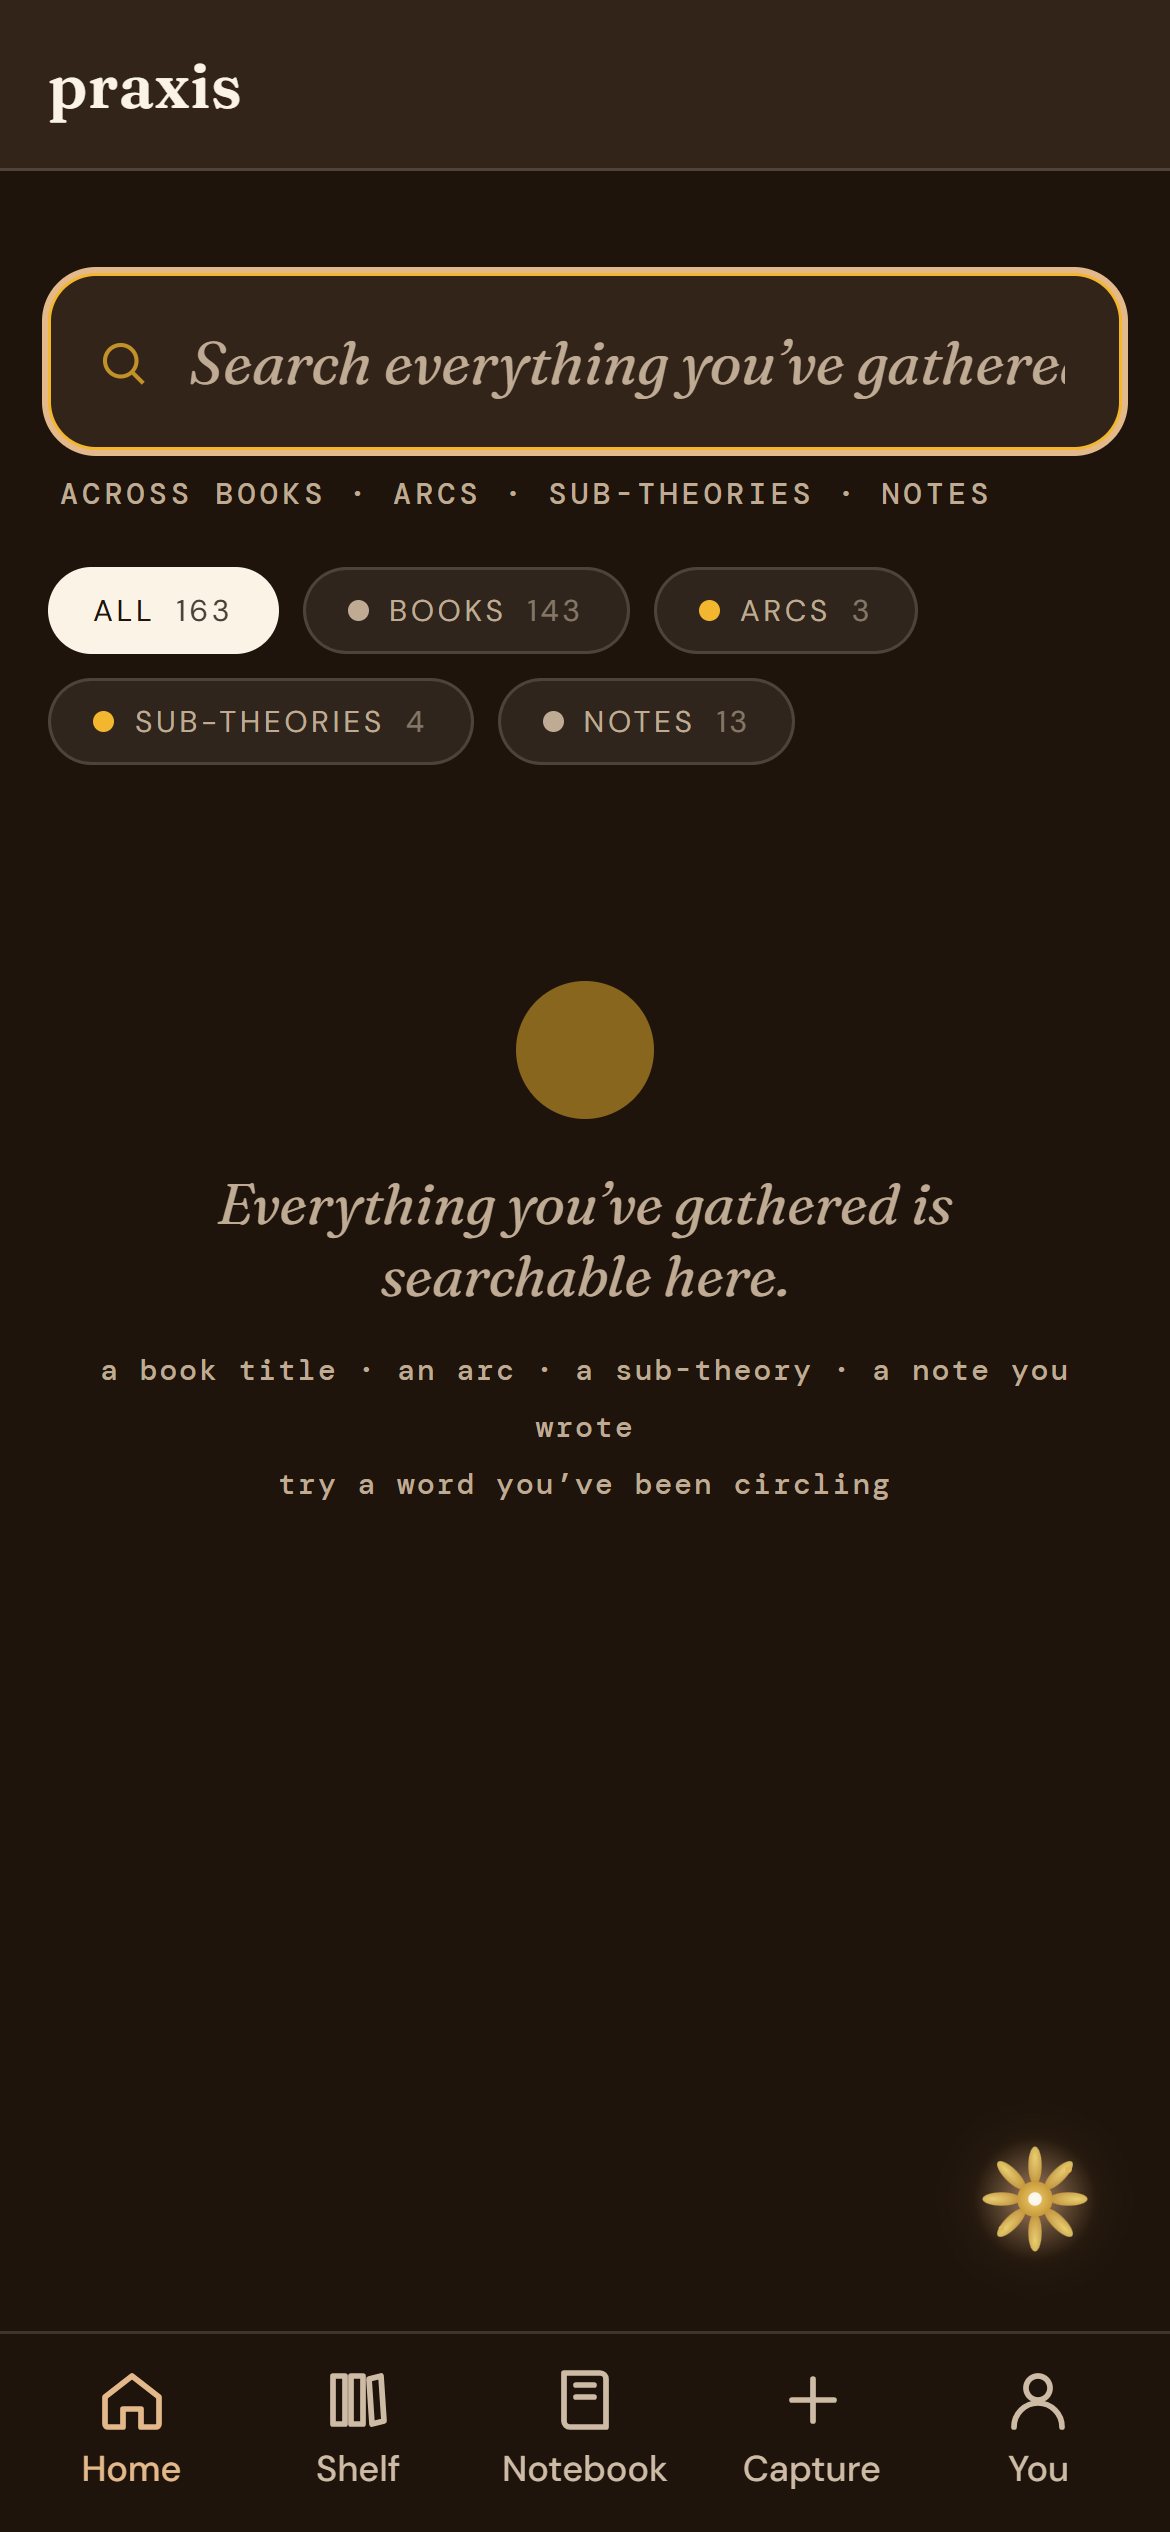 praxis
Search everything you’ve gathere
ACROSS BOOKS · ARCS · SUB-THEORIES · NOTES
ALL 163 BOOKS 143 ARCS 3
SUB-THEORIES 4 NOTES 13
Everything you’ve gathered is
searchable here.
a book title · an arc · a sub-theory · a note you
wrote
try a word you’ve been circling
Home Shelf Notebook Capture You